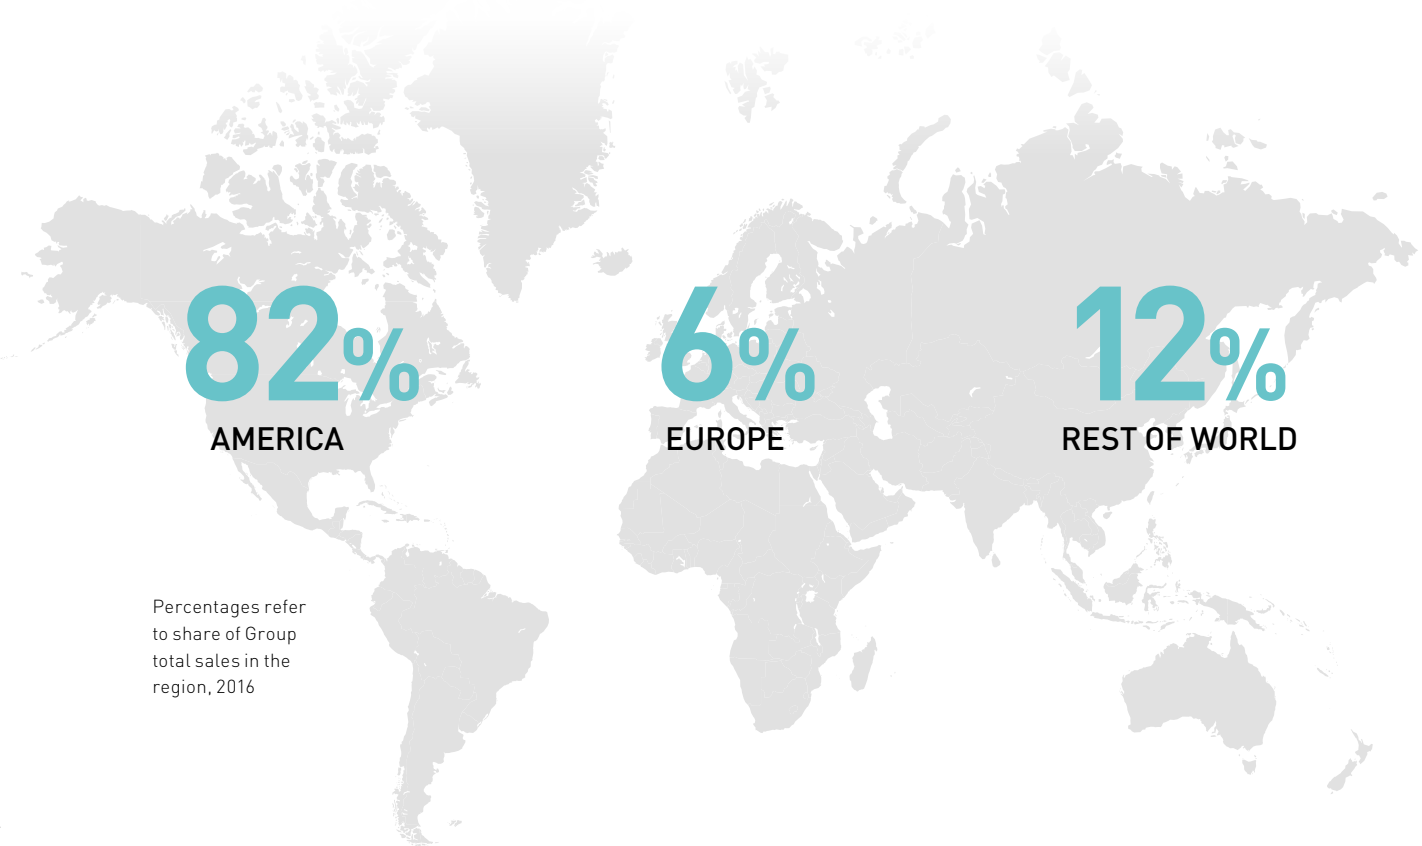 82%
AMERICA
6%
EUROPE
12%
REST OF WORLD
Percentages refer
to share of Group
total sales in the
region, 2016